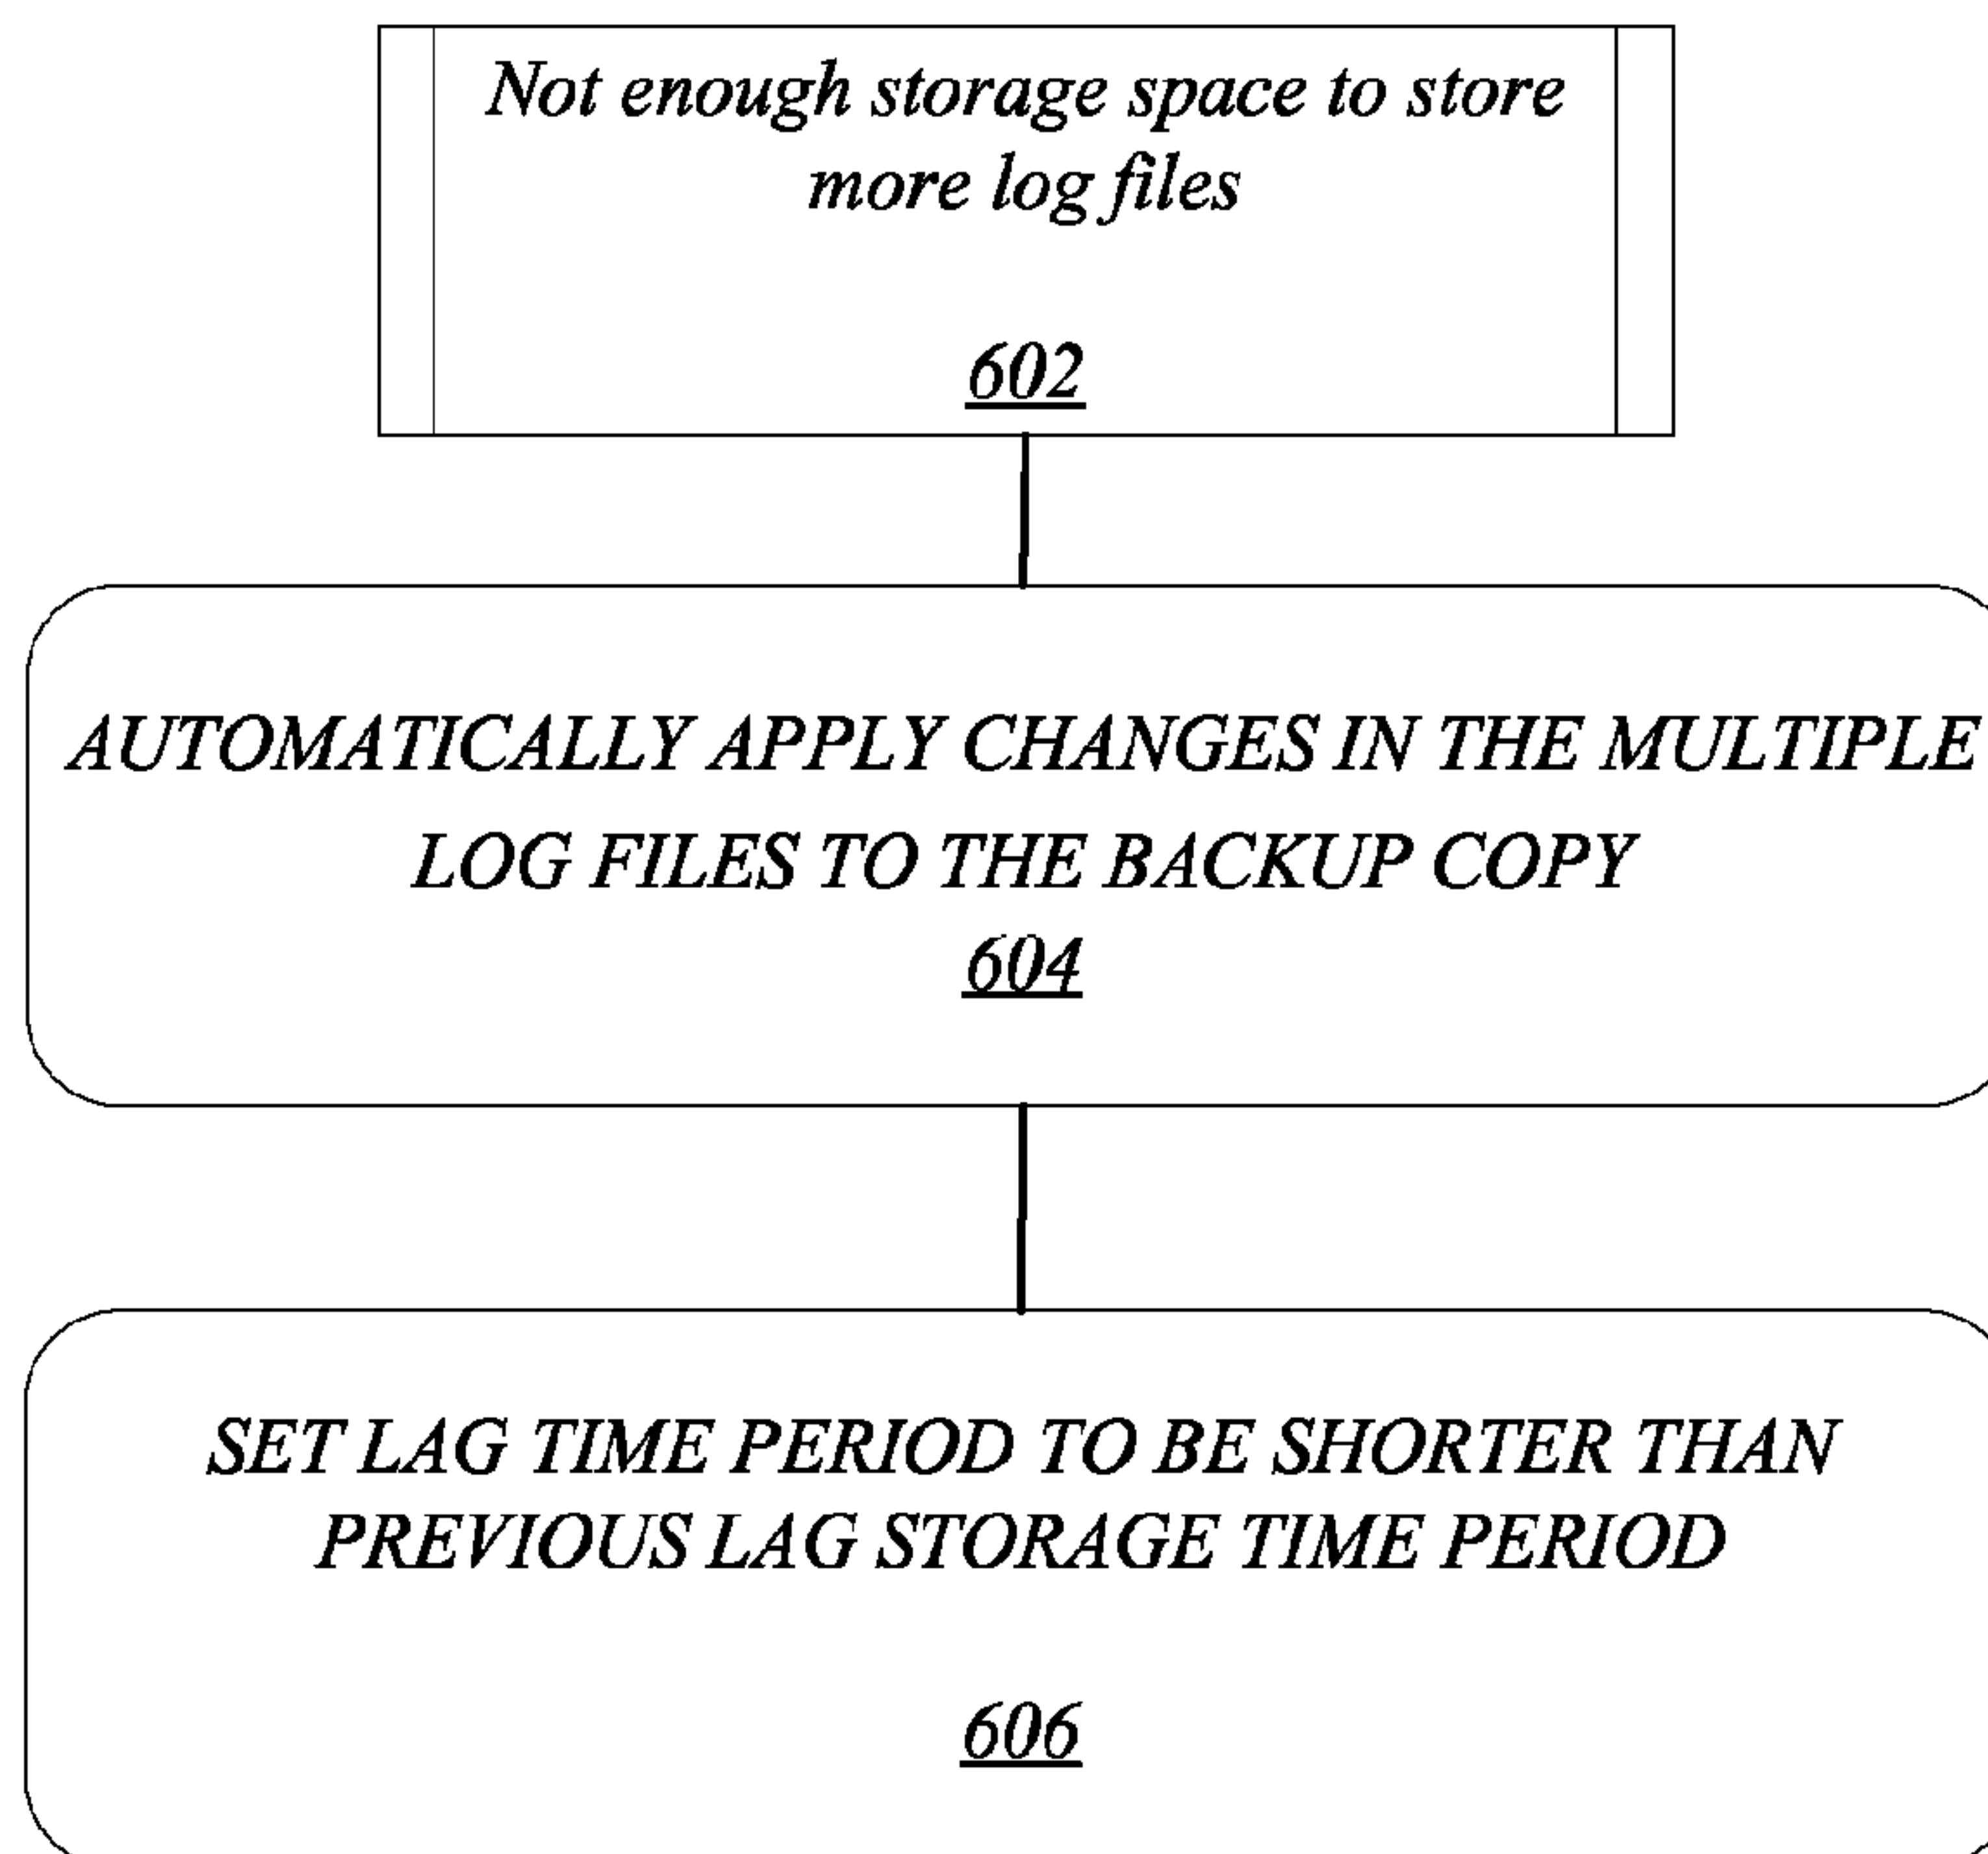 Not enough storage space to store
more log files
602
AUTOMATICALLY APPLY CHANGES IN THE MULTIPLE
LOG FILES TO THE BACKUP COPY
604
SET LAG TIME PERIOD TO BE SHORTER THAN
PREVIOUS LAG STORAGE TIME PERIOD
606